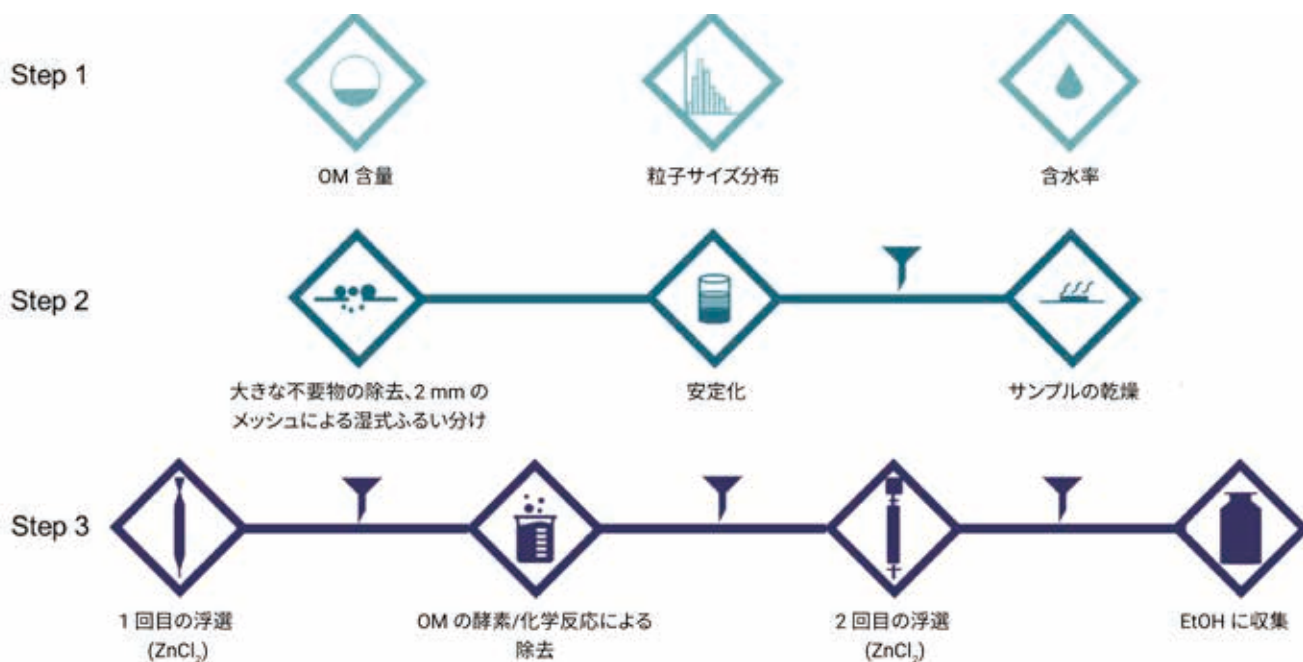 Step 1
OM 含量
粒子サイズ分布
含水率
Step 2
大きな不要物の除去、2 mm の
メッシュによる湿式ふるい分け
安定化
サンプルの乾燥
Step 3
1 回目の浮選
(ZnCl₂)
OM の酵素/化学反応による
除去
2 回目の浮選
(ZnCl₂)
EtOH に収集